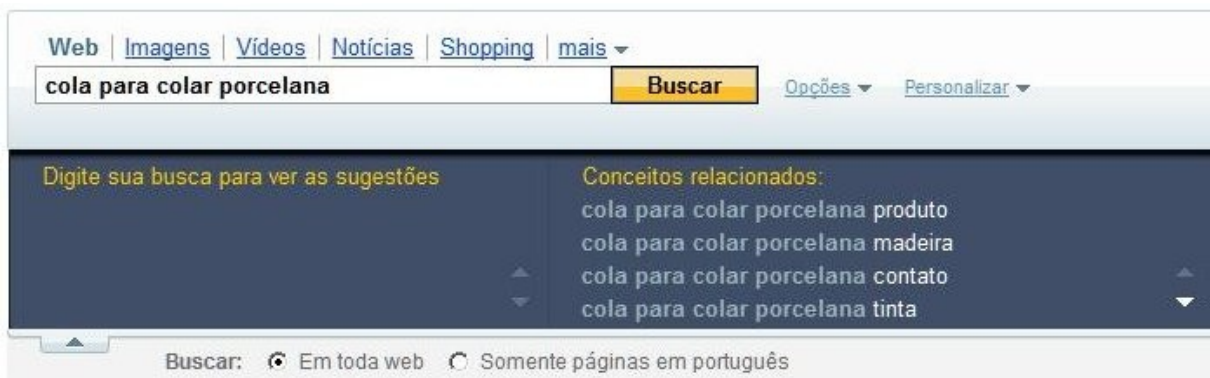 Web | Imagens | Vídeos | Notícias | Shopping | mais
cola para colar porcelana Buscar Opções Personalizar
Digite sua busca para ver as sugestões
Conceitos relacionados:
cola para colar porcelana produto
cola para colar porcelana madeira
cola para colar porcelana contato
cola para colar porcelana tinta
Buscar: Em toda web Somente páginas em português